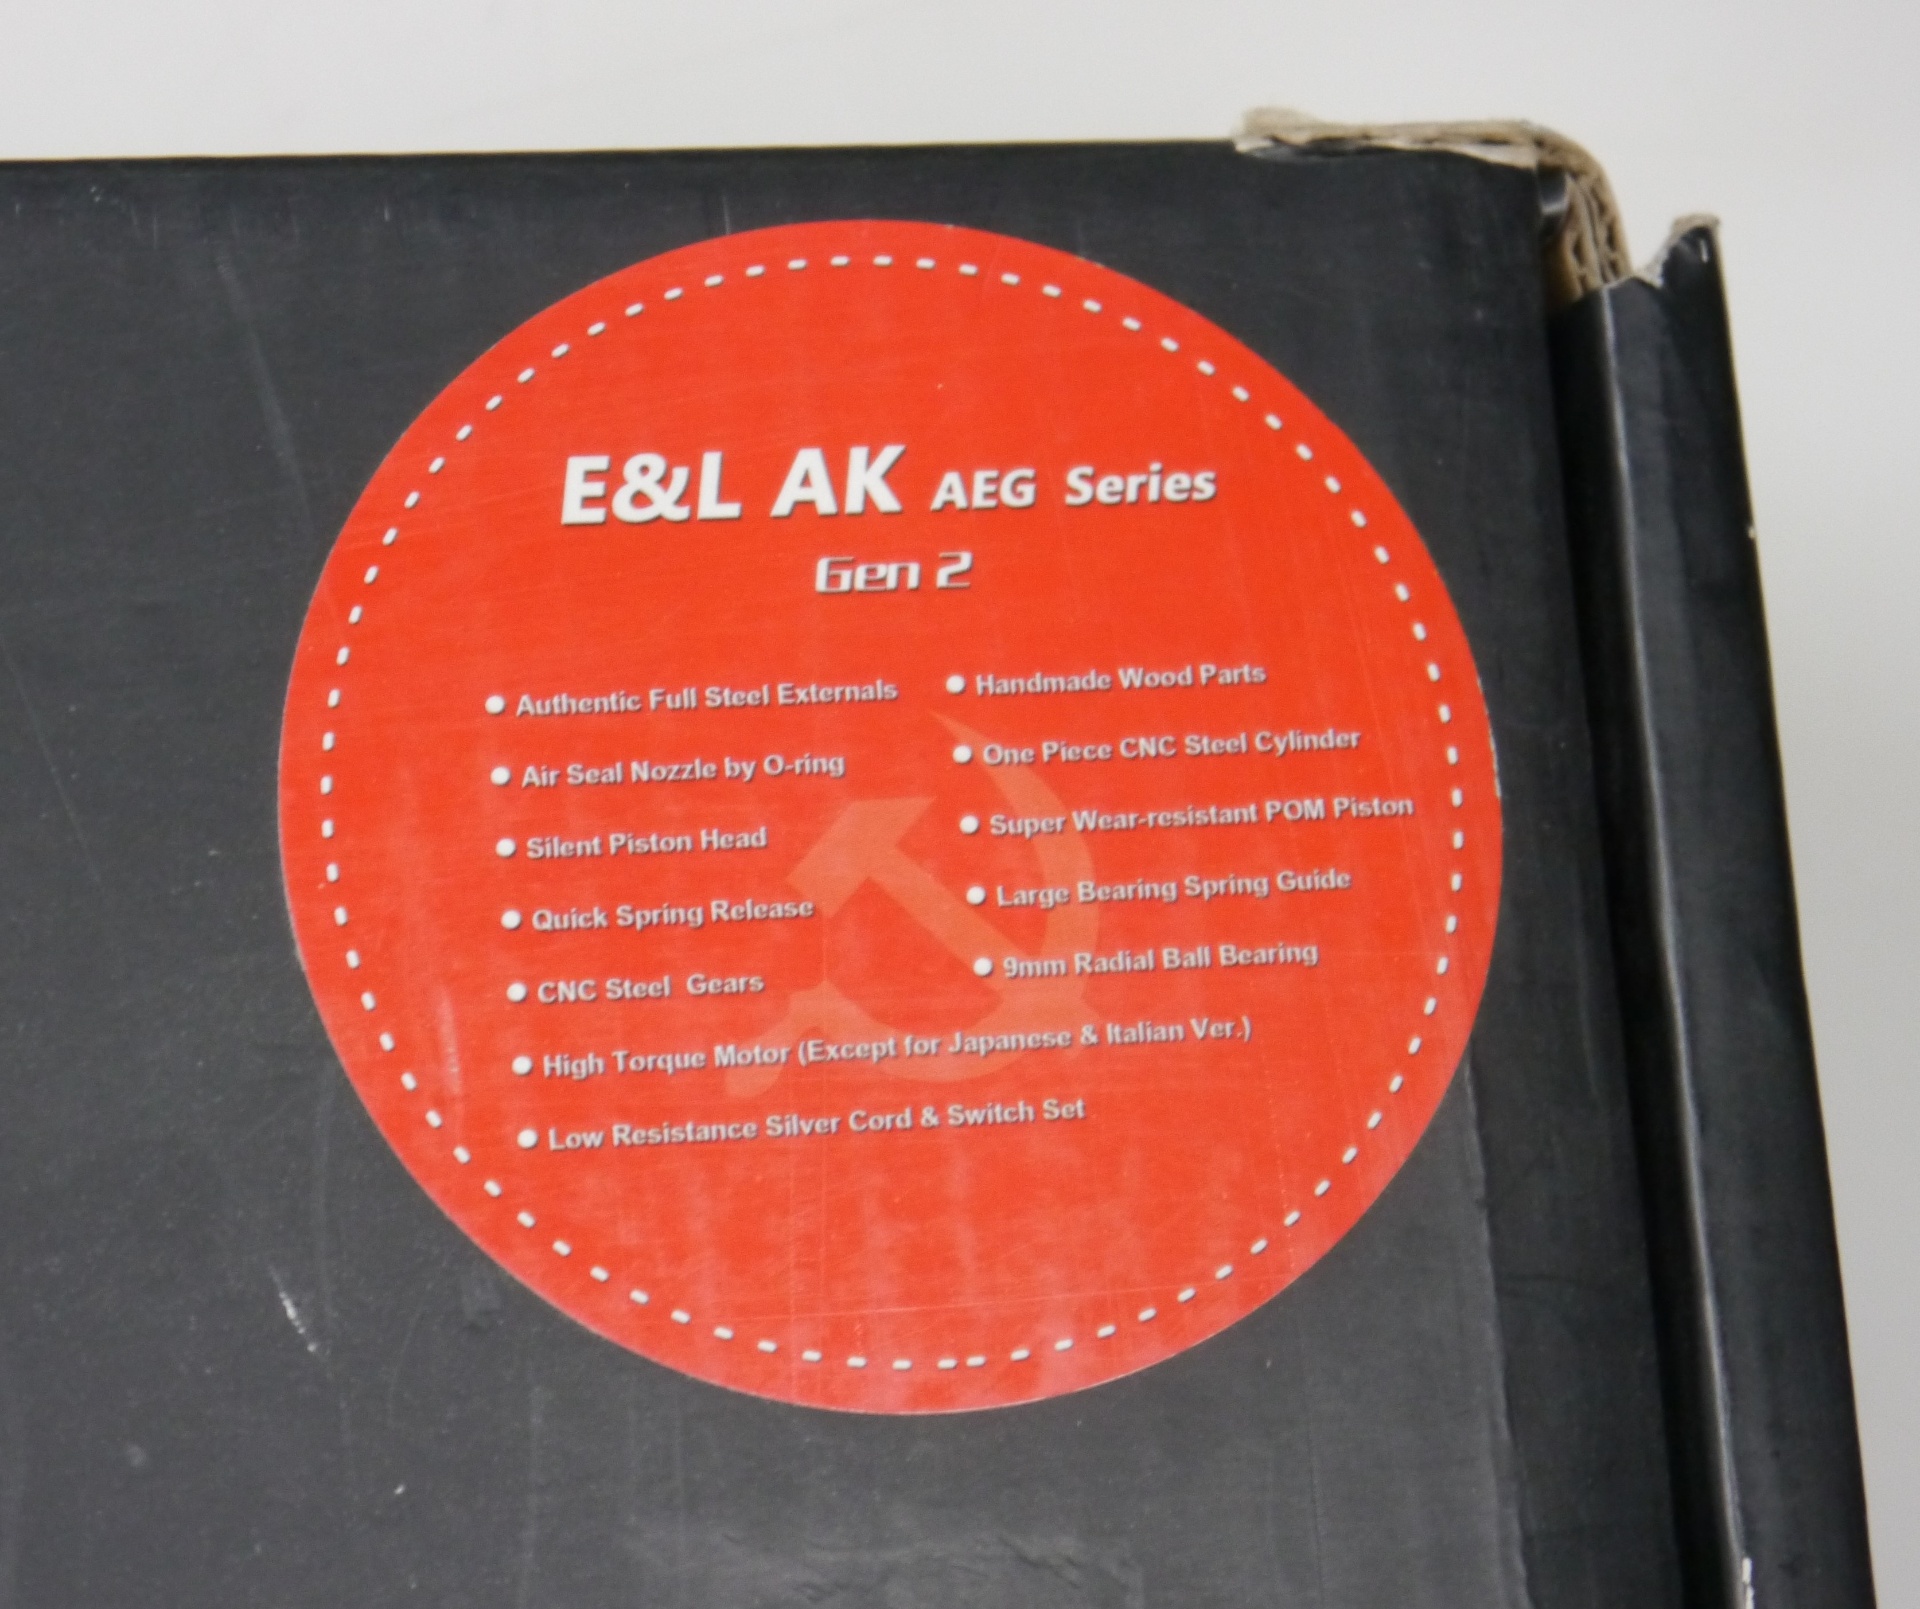 E&L AK AEG Series
Gen 2
● Authentic Full Steel Externals
● Handmade Wood Parts
● Air Seal Nozzle by O-ring
● One Piece CNC Steel Cylinder
● Silent Piston Head
● Super Wear-resistant POM Piston
● Quick Spring Release
● Large Bearing Spring Guide
● CNC Steel Gears
● 9mm Radial Ball Bearing
● High Torque Motor (Except for Japanese & Italian Ver.)
● Low Resistance Silver Cord & Switch Set